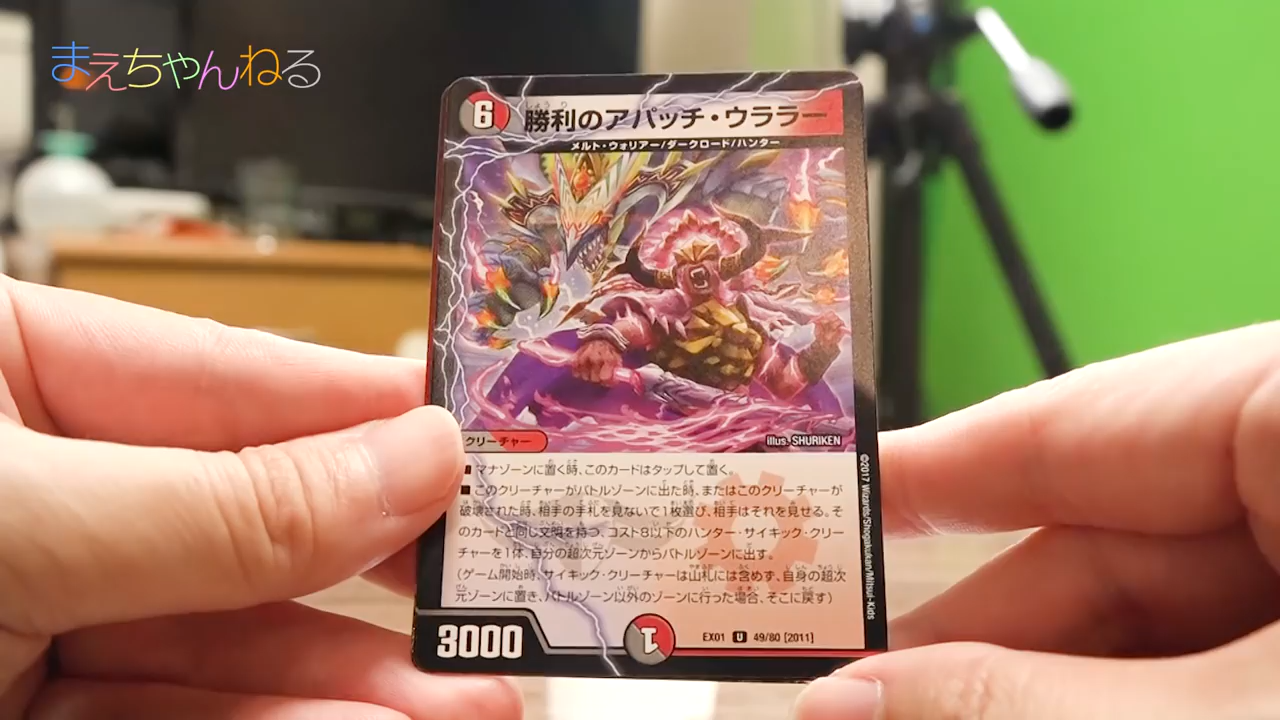 まえちゃんねる
6
勝利のアパッチ・ウララー
メルト・ウォリアー/ダークロード/ハンター
illus. SHURIKEN
クリーチャー
■ マナゾーンに置く時、このカードはタップして置く。
■ このクリーチャーがバトルゾーンに出た時、またはこのクリーチャーが
破壊された時、相手の手札を見ないで1枚選び、相手はそれを見せる。そ
のカードと同じ文明を持つ、コスト8以下のハンター・サイキック・クリー
チャーを1体、自分の超次元ゾーンからバトルゾーンに出す。
(ゲーム開始時、サイキック・クリーチャーは山札には含めず、自身の超次
元ゾーンに置き、バトルゾーン以外のゾーンに行った場合、そこに戻す)
©2017 Wizards/Shogakukan/Mitsui-Kids
3000
1
EX01 U 49/80 [2011]